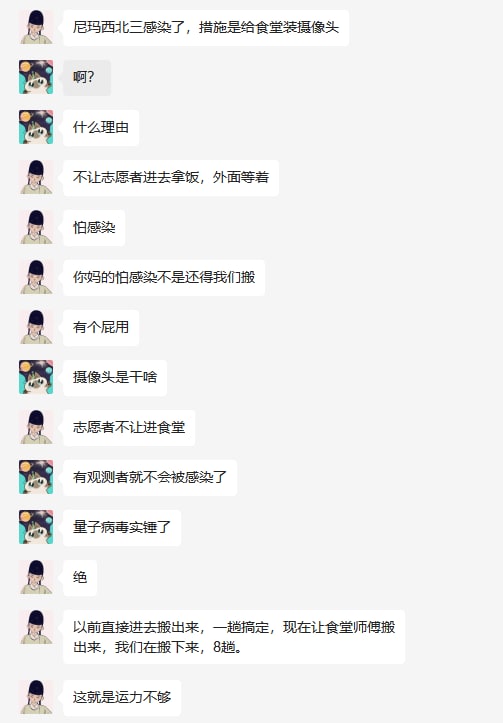 尼玛西北三感染了，措施是给食堂装摄像头
啊？
什么理由
不让志愿者进去拿饭，外面等着
怕感染
你妈的怕感染不是还得我们搬
有个屁用
摄像头是干啥
志愿者不让进食堂
有观测者就不会被感染了
量子病毒实锤了
绝
以前直接进去搬出来，一趟搞定，现在让食堂师傅搬
出来，我们在搬下来，8趟。
这就是运力不够